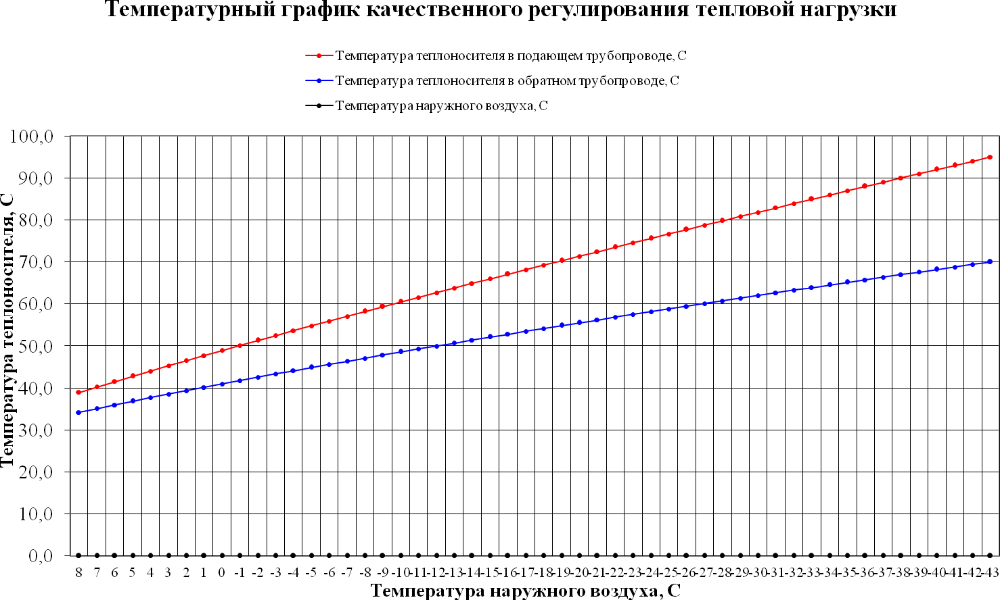 Температурный график качественного регулирования тепловой нагрузки
Температура теплоносителя в подающем трубопроводе, С
Температура теплоносителя в обратном трубопроводе, С
Температура наружного воздуха, С
Температура теплоносителя, С
100,0
90,0
80,0
70,0
60,0
50,0
40,0
30,0
20,0
10,0
0,0
8 7 6 5 4 3 2 1 0 -1 -2 -3 -4 -5 -6 -7 -8 -9 -10 -11 -12 -13 -14 -15 -16 -17 -18 -19 -20 -21 -22 -23 -24 -25 -26 -27 -28 -29 -30 -31 -32 -33 -34 -35 -36 -37 -38 -39 -40 -41 -42 -43
Температура наружного воздуха, С